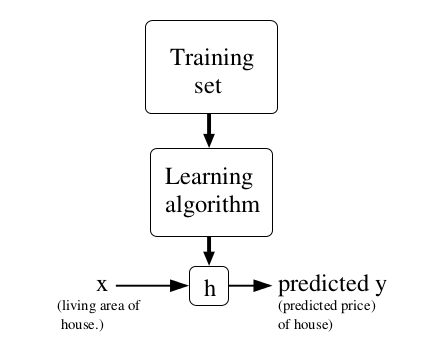 Training
set
Learning
algorithm
x
h
predicted y
(living area of
house.)
(predicted price)
of house)